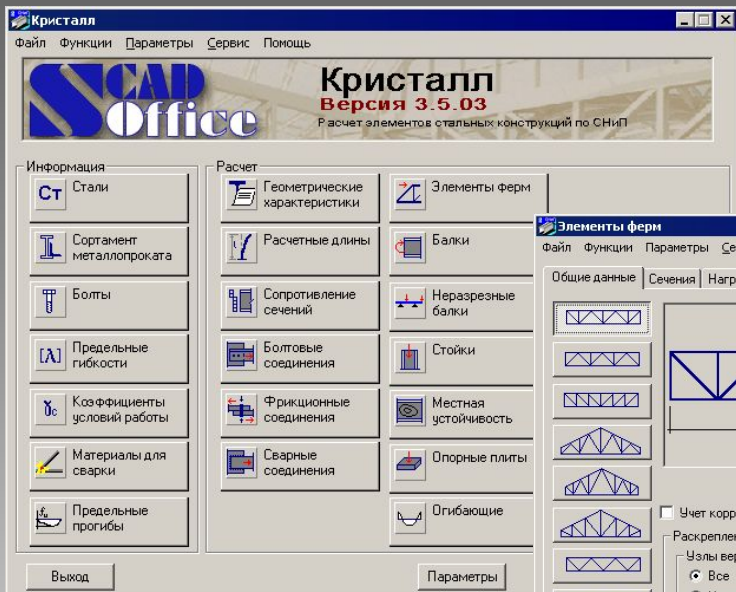 Кристалл
Файл Функции Параметры Сервис Помощь
SCAD
Office
Кристалл
Версия 3.5.03
Расчет элементов стальных конструкций по СНиП
Информация
Ст Стали
Сортамент
металлопроката
Болты
[λ] Предельные
гибкости
γc Коэффициенты
условий работы
Материалы для
сварки
Предельные
прогибы
Расчет
Геометрические
характеристики
Расчетные длины
Сопротивление
сечений
Болтовые
соединения
Фрикционные
соединения
Сварные
соединения
Элементы ферм
Балки
Неразрезные
балки
Стойки
Местная
устойчивость
Опорные плиты
Огибающие
Выход
Параметры
Элементы ферм
Файл Функции Параметры
Общие данные Сечения
Учет
Все